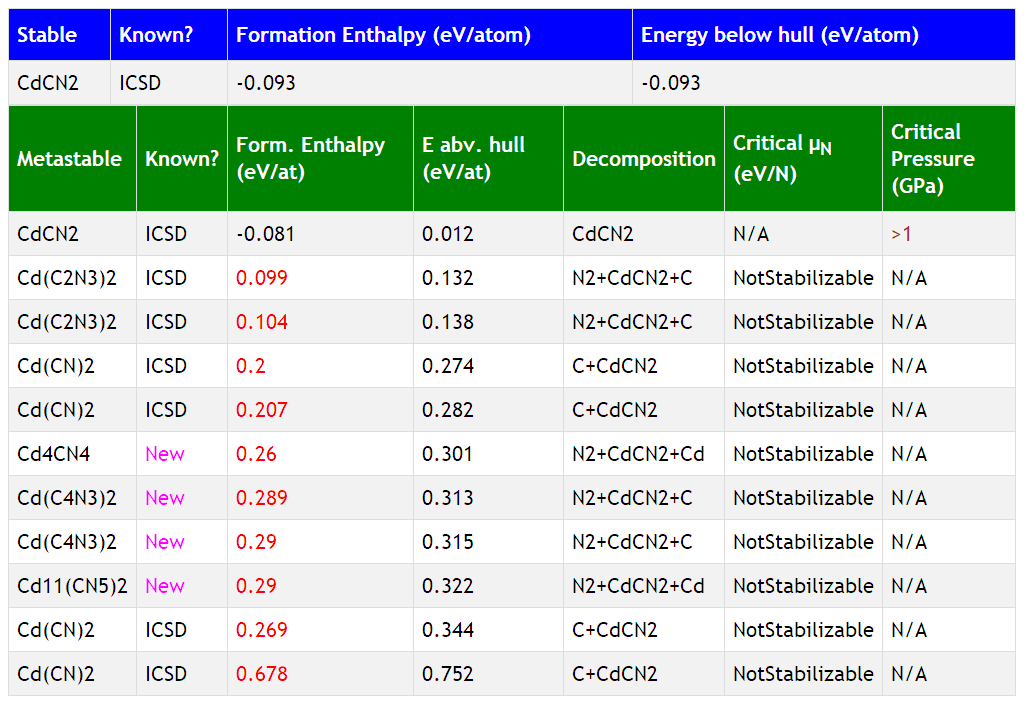 Stable Known? Formation Enthalpy (eV/atom) Energy below hull (eV/atom)
CdCN2 ICSD -0.093 -0.093
Metastable Known? Form. Enthalpy (eV/at) E abv. hull (eV/at) Decomposition Critical μN (eV/N) Critical Pressure (GPa)
CdCN2 ICSD -0.081 0.012 CdCN2 N/A >1
Cd(C2N3)2 ICSD 0.099 0.132 N2+CdCN2+C NotStabilizable N/A
Cd(C2N3)2 ICSD 0.104 0.138 N2+CdCN2+C NotStabilizable N/A
Cd(CN)2 ICSD 0.2 0.274 C+CdCN2 NotStabilizable N/A
Cd(CN)2 ICSD 0.207 0.282 C+CdCN2 NotStabilizable N/A
Cd4CN4 New 0.26 0.301 N2+CdCN2+Cd NotStabilizable N/A
Cd(C4N3)2 New 0.289 0.313 N2+CdCN2+C NotStabilizable N/A
Cd(C4N3)2 New 0.29 0.315 N2+CdCN2+C NotStabilizable N/A
Cd11(CN5)2 New 0.29 0.322 N2+CdCN2+Cd NotStabilizable N/A
Cd(CN)2 ICSD 0.269 0.344 C+CdCN2 NotStabilizable N/A
Cd(CN)2 ICSD 0.678 0.752 C+CdCN2 NotStabilizable N/A